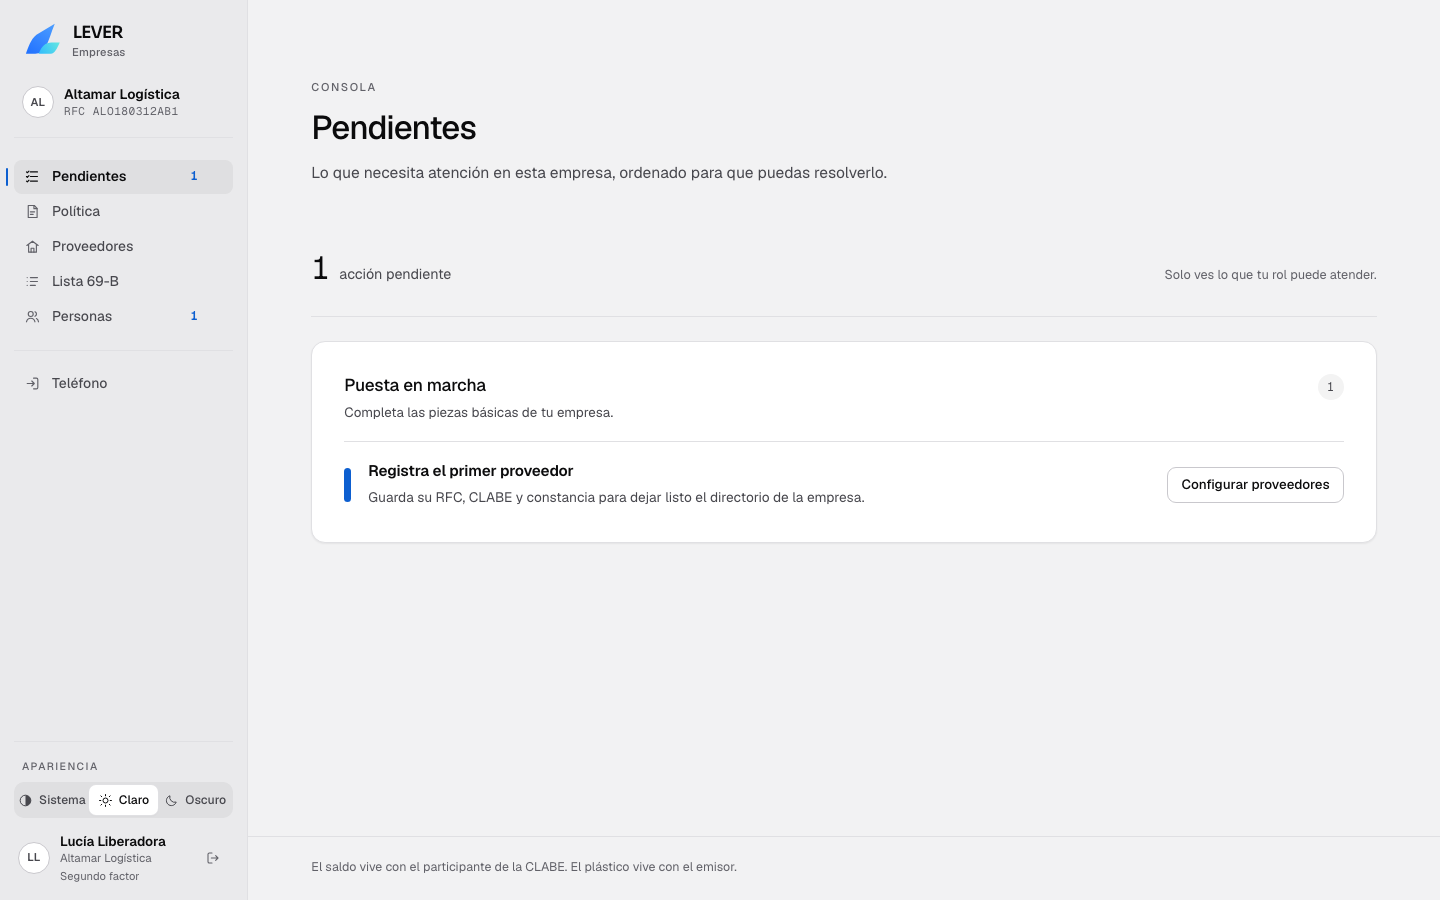 LEVER
Empresas
AL
Altamar Logística
RFC ALO180312AB1
Pendientes 1
Política
Proveedores
Lista 69-B
Personas 1
Teléfono
APARIENCIA
Sistema Claro Oscuro
LL
Lucía Liberadora
Altamar Logística
Segundo factor
CONSOLA
Pendientes
Lo que necesita atención en esta empresa, ordenado para que puedas resolverlo.
1 acción pendiente
Solo ves lo que tu rol puede atender.
Puesta en marcha
1
Completa las piezas básicas de tu empresa.
Registra el primer proveedor
Guarda su RFC, CLABE y constancia para dejar listo el directorio de la empresa.
Configurar proveedores
El saldo vive con el participante de la CLABE. El plástico vive con el emisor.